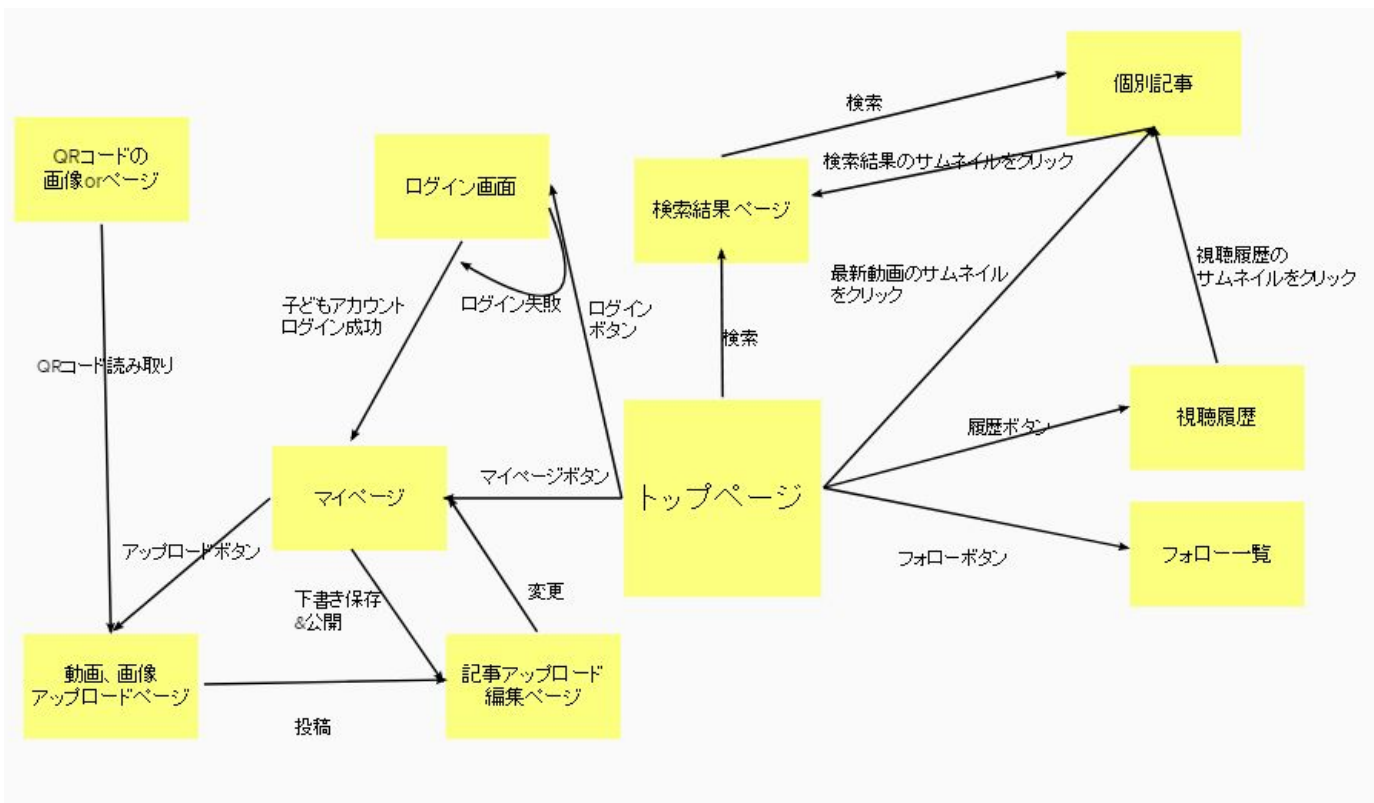 個別記事
検索
QRコードの
画像orページ
ログイン画面
検索結果のサムネイルをクリック
検索結果ページ
視聴履歴の
サムネイルをクリック
最新動画のサムネイル
をクリック
子どもアカウント
ログイン成功
ログイン失敗
ログイン
ボタン
検索
QRコード読み取り
視聴履歴
履歴ボタン
マイページボタン
マイページ
トップページ
アップロードボタン
フォローボタン
フォロー一覧
下書き保存
&公開
変更
動画、画像
アップロードページ
記事アップロード
編集ページ
投稿